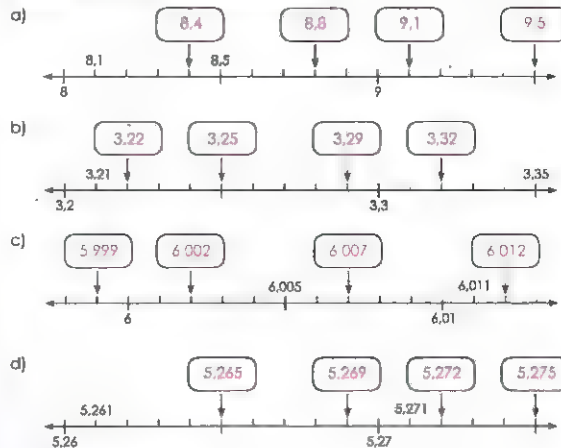 a) 8,4 8,8 9,1 9 5
8,1 8,5
8 9
b) 3,22 3,25 3,29 3,32
3,21 3,35
3,2 3,3
c) 5 999 6 002 6 007 6 012
6,005 6,011
6 6,01
d) 5,265 5,269 5,272 5,275
5,261 5,271
5,26 5,27